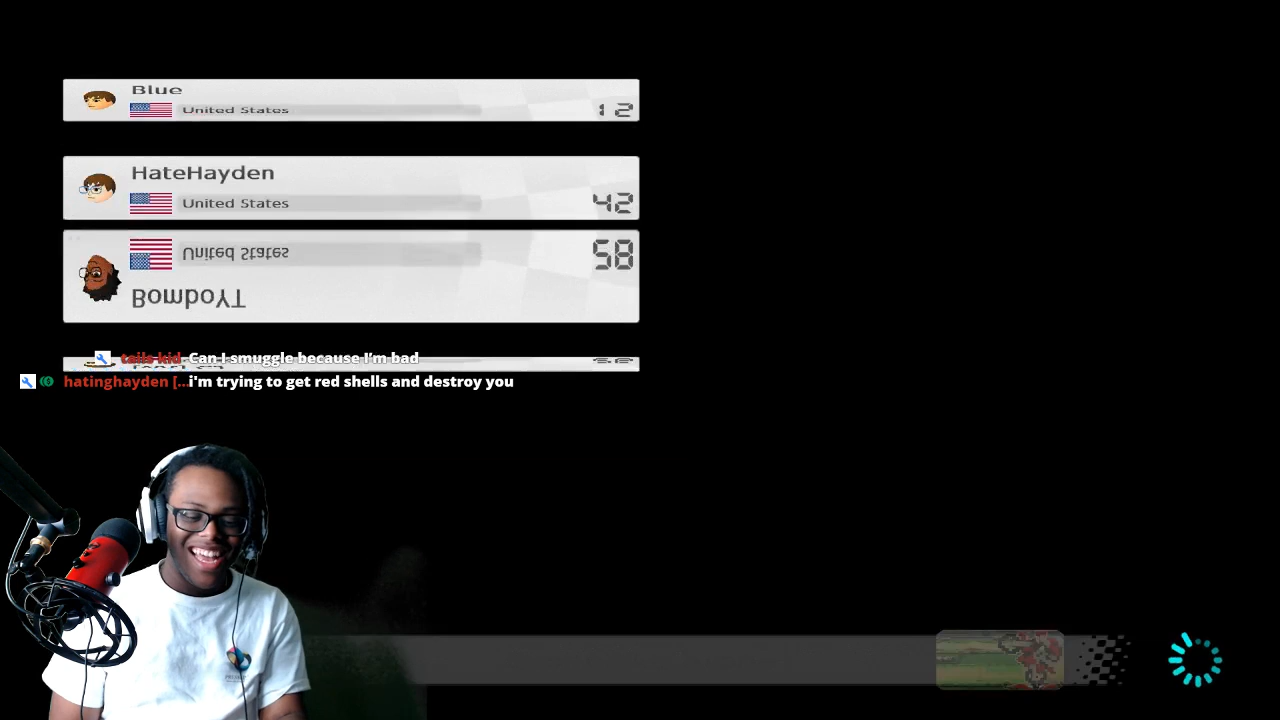 Blue
United States
12
HateHayden
United States
42
United States
58
BomboYT
tails kid Can I smuggle because I'm bad
hatinghayden [...i'm trying to get red shells and destroy you